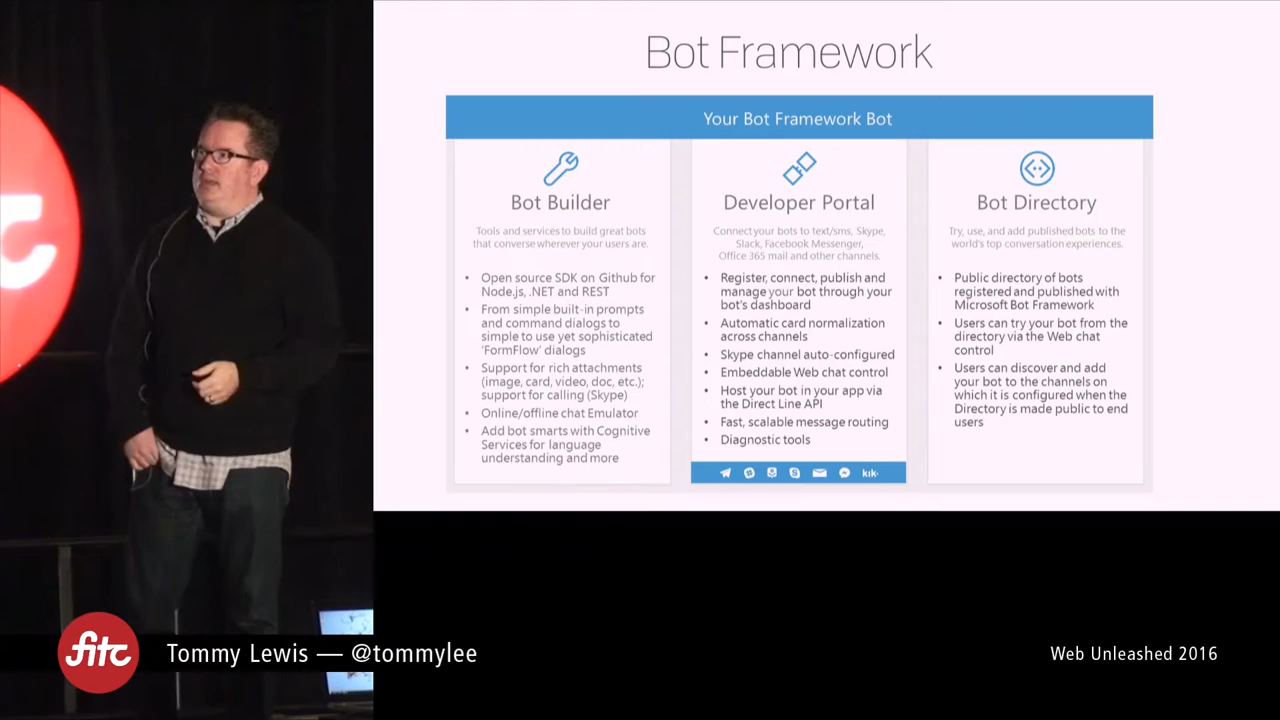 Bot Framework
Your Bot Framework Bot
Bot Builder
Tools and services to build great bots
that converse wherever your users are.
• Open source SDK on Github for
Node.js, .NET and REST
• From simple built-in prompts
and command dialogs to
simple to use yet sophisticated
'FormFlow' dialogs
• Support for rich attachments
(image, card, video, doc, etc.);
support for calling (Skype)
• Online/offline chat Emulator
• Add bot smarts with Cognitive
Services for language
understanding and more
Developer Portal
Connect your bots to text/sms, Skype,
Slack, Facebook Messenger,
Office 365 mail and other channels.
• Register, connect, publish and
manage your bot through your
bot's dashboard
• Automatic card normalization
across channels
• Skype channel auto-configured
• Embeddable Web chat control
• Host your bot in your app via
the Direct Line API
• Fast, scalable message routing
• Diagnostic tools
kik·
Bot Directory
Try, use, and add published bots to the
world's top conversation experiences.
• Public directory of bots
registered and published with
Microsoft Bot Framework
• Users can try your bot from the
directory via the Web chat
control
• Users can discover and add
your bot to the channels on
which it is configured when the
Directory is made public to end
users
fitc
Tommy Lewis — @tommylee
Web Unleashed 2016